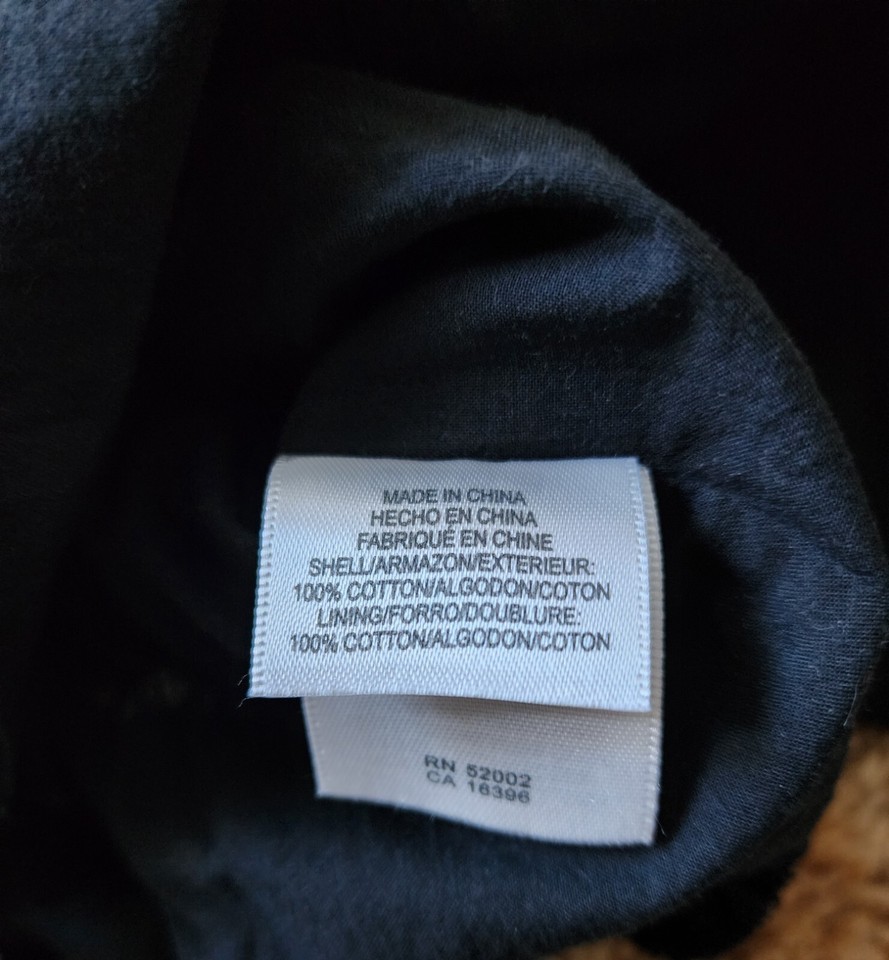 MADE IN CHINA
HECHO EN CHINA
FABRIQUÉ EN CHINE
SHELL/ARMAZON/EXTERIEUR:
100% COTTON/ALGODON/COTON
LINING/FORRO/DOUBLURE:
100% COTTON/ALGODON/COTON
RN 52002
CA 16396